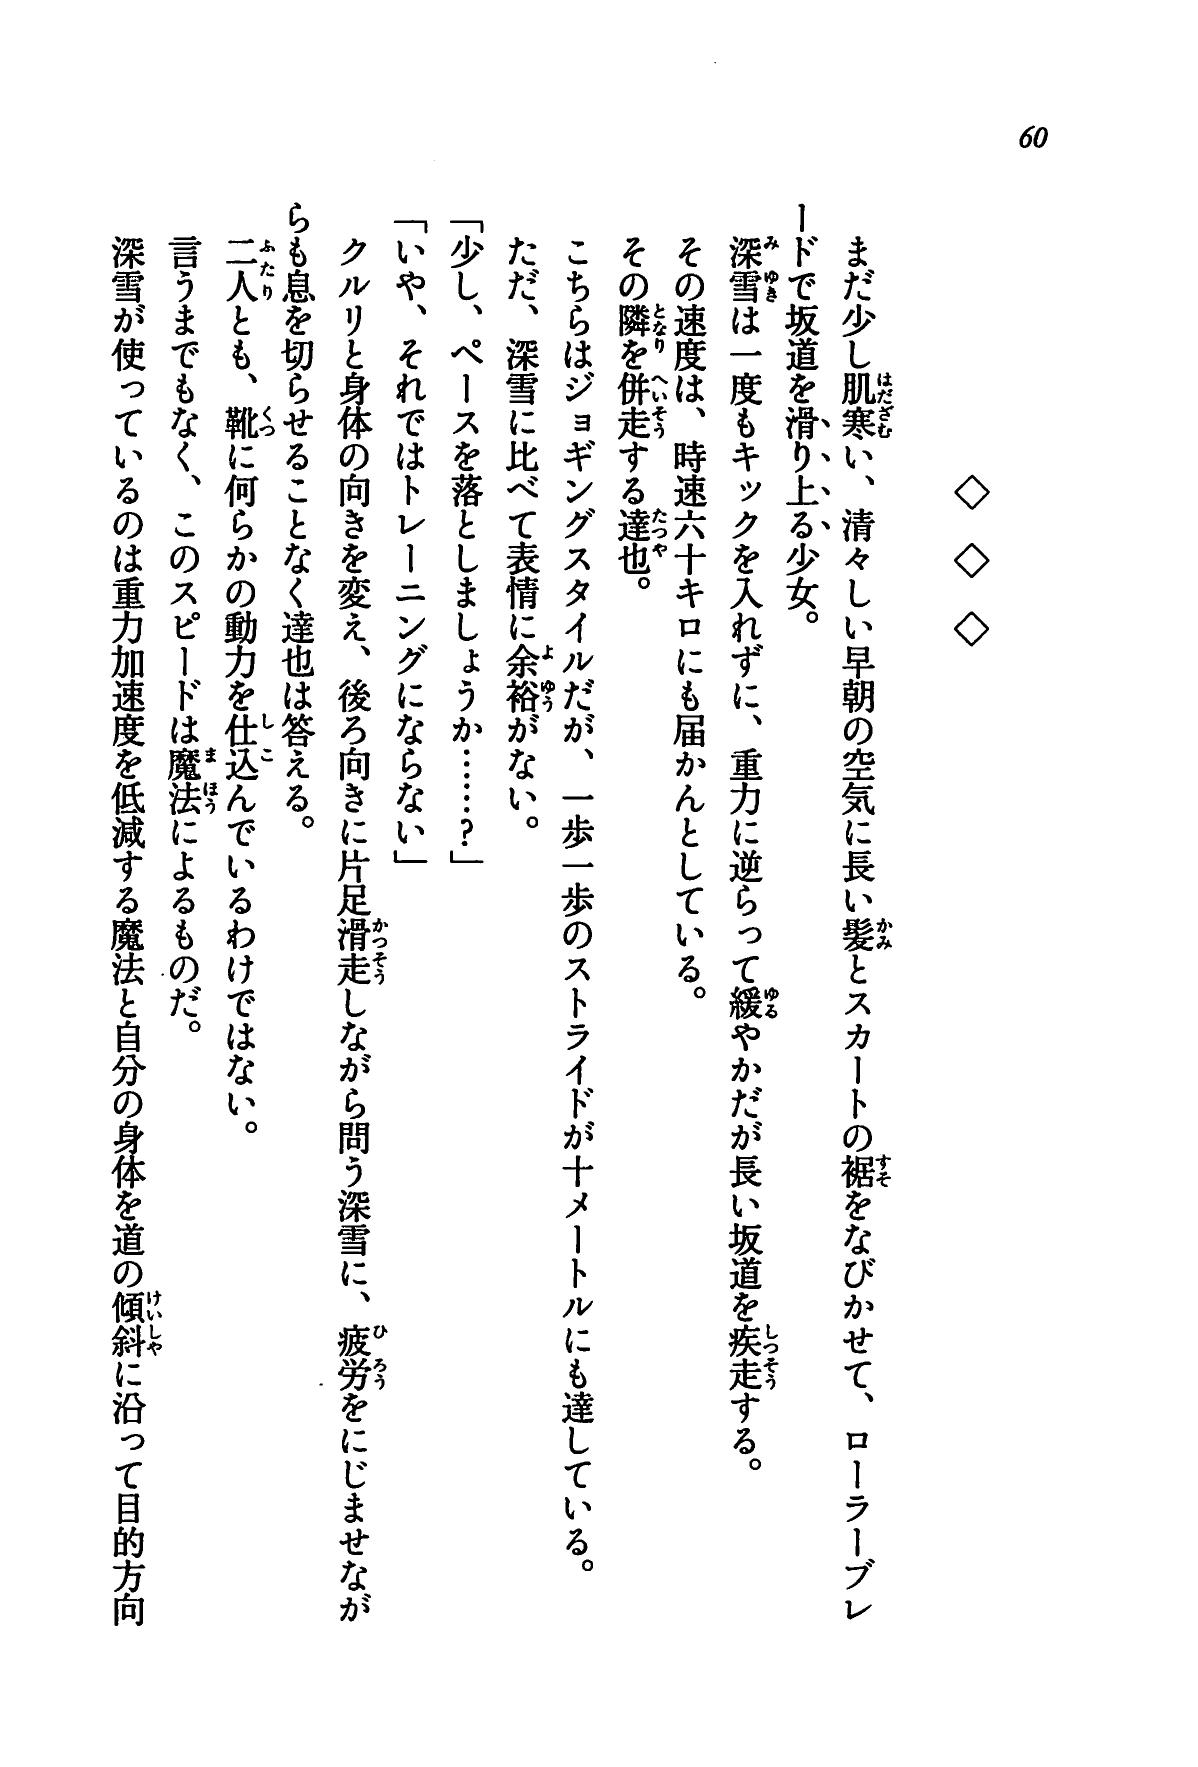 60
◇ ◇ ◇
まだ少し肌寒い、清々しい早朝の空気に長い髪とスカートの裾をなびかせて、ローラーブレ
ードで坂道を滑り上る少女。
深雪は一度もキックを入れずに、重力に逆らって緩やかだが長い坂道を疾走する。
その速度は、時速六十キロにも届かんとしている。
その隣を併走する達也。
こちらはジョギングスタイルだが、一歩一歩のストライドが十メートルにも達している。
ただ、深雪に比べて表情に余裕がない。
「少し、ペースを落としましょうか……?」
「いや、それではトレーニングにならない」
クルリと身体の向きを変え、後ろ向きに片足滑走しながら問う深雪に、疲労をにじませなが
らも息を切らせることなく達也は答える。
二人とも、靴に何らかの動力を仕込んでいるわけではない。
言うまでもなく、このスピードは魔法によるものだ。
深雪が使っているのは重力加速度を低減する魔法と自分の身体を道の傾斜に沿って目的方向